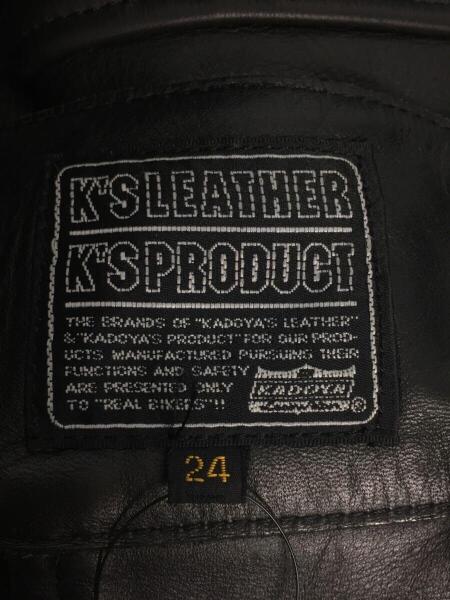 K'S LEATHER
K'S PRODUCT
THE BRANDS OF "KADOYA'S LEATHER"
&"KADOYA'S PRODUCT" FOR OUR PROD-
UCTS MANUFACTURED PURSUING THEIR
FUNCTIONS AND SAFETY
ARE PRESENTED ONLY
TO "REAL BIKERS"!!
KADOYA
®
24